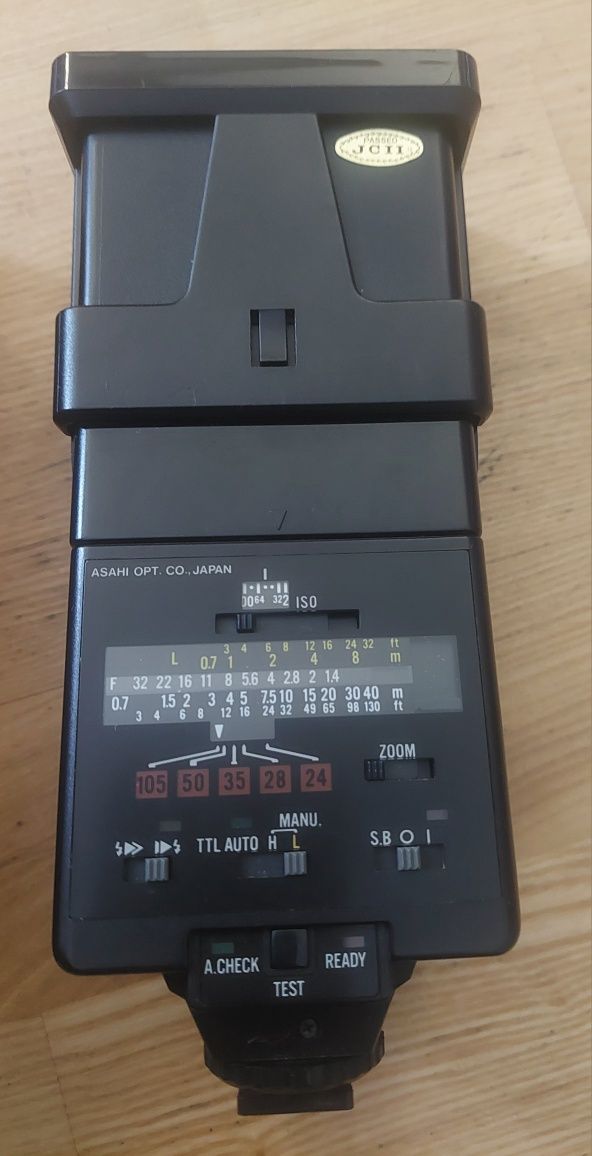 PASSED
JCII
ASAHI OPT. CO., JAPAN
64 32 ISO
3 4 6 8 12 16 24 32 ft
L 0.7 1 2 4 8 m
F 32 22 16 11 8 5.6 4 2.8 2 1.4
0.7 1.5 2 3 4 5 7.5 10 15 20 30 40 m
3 4 6 8 12 16 24 32 49 65 98 130 ft
ZOOM
105 50 35 28 24
MANU.
TTL AUTO H L
S.B O I
A.CHECK
READY
TEST